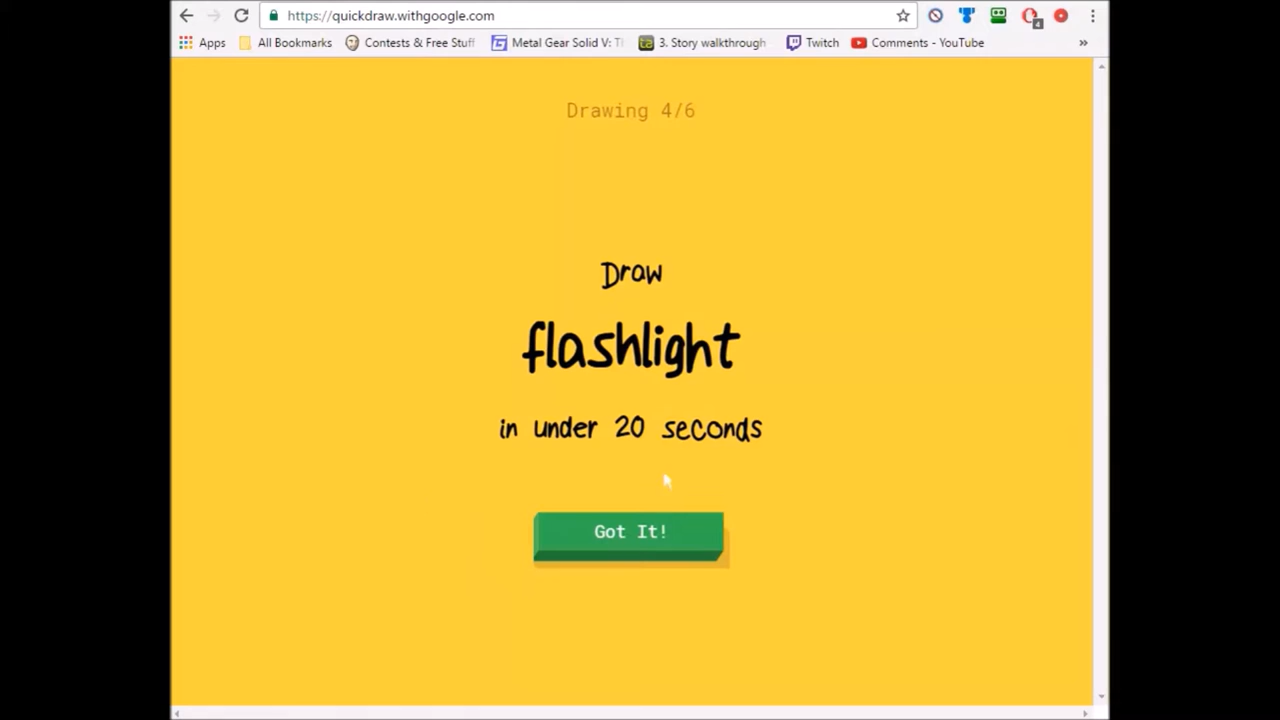 https://quickdraw.withgoogle.com
4
Apps All Bookmarks Contests & Free Stuff Metal Gear Solid V: T 3. Story walkthrough Twitch Comments - YouTube »
Drawing 4/6
Draw
flashlight
in under 20 seconds
Got It!